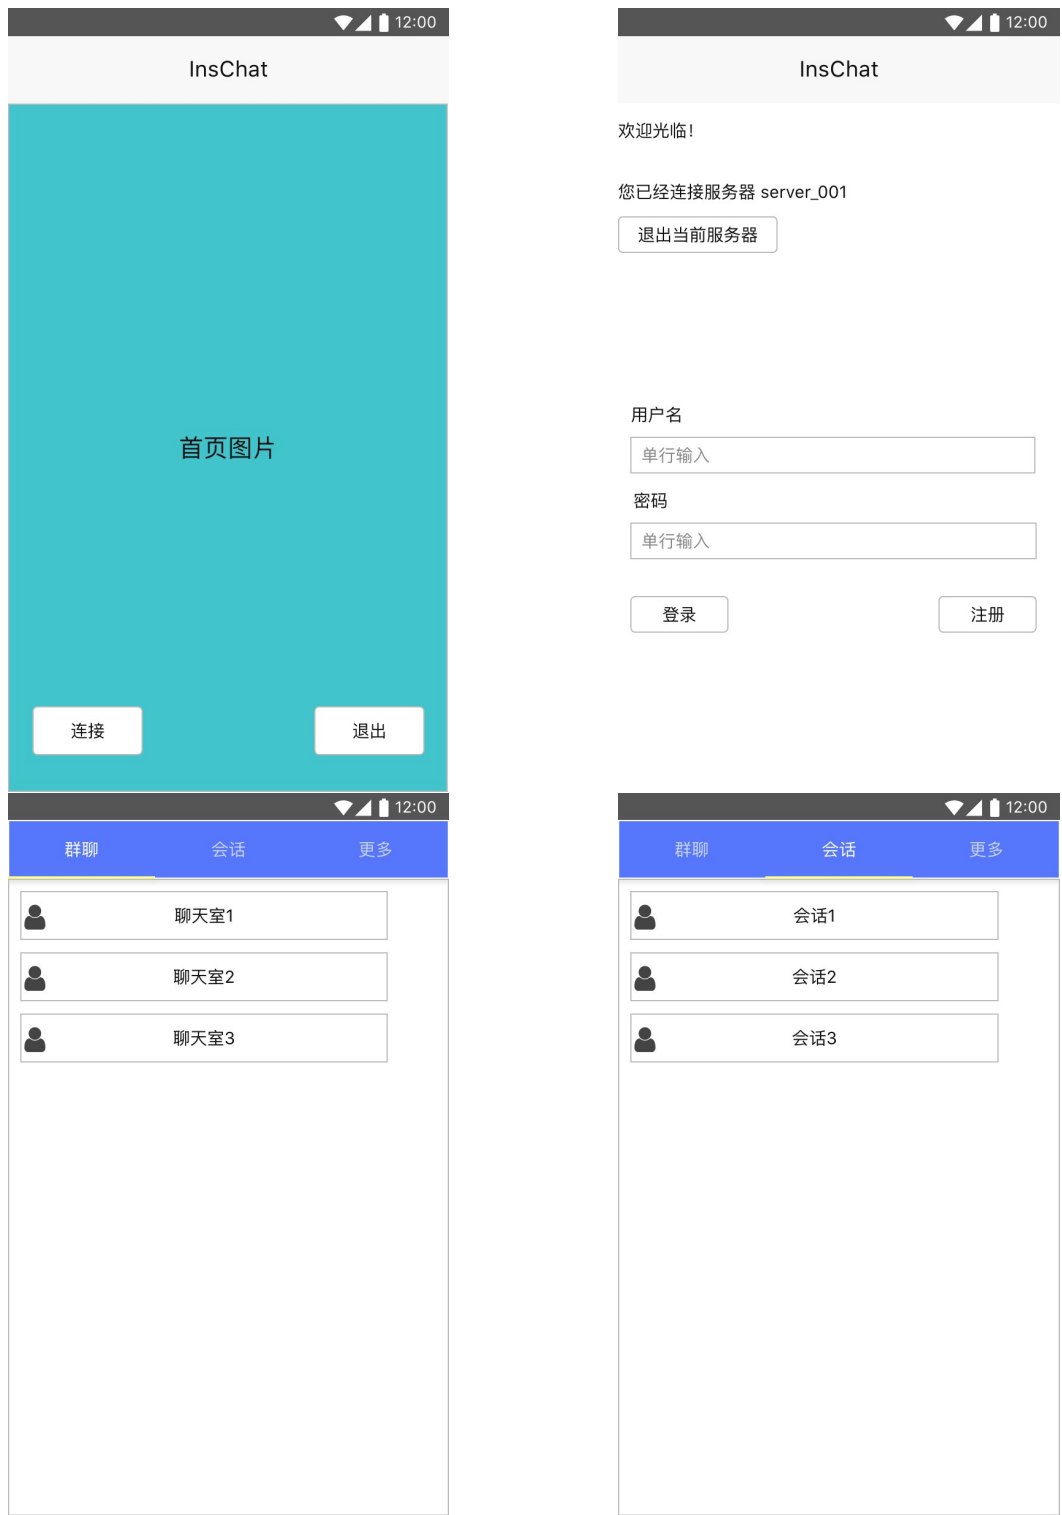 12:00
InsChat
首页图片
连接
退出
12:00
InsChat
欢迎光临！
您已经连接服务器 server_001
退出当前服务器
用户名
单行输入
密码
单行输入
登录
注册
12:00
群聊
会话
更多
聊天室1
聊天室2
聊天室3
12:00
群聊
会话
更多
会话1
会话2
会话3